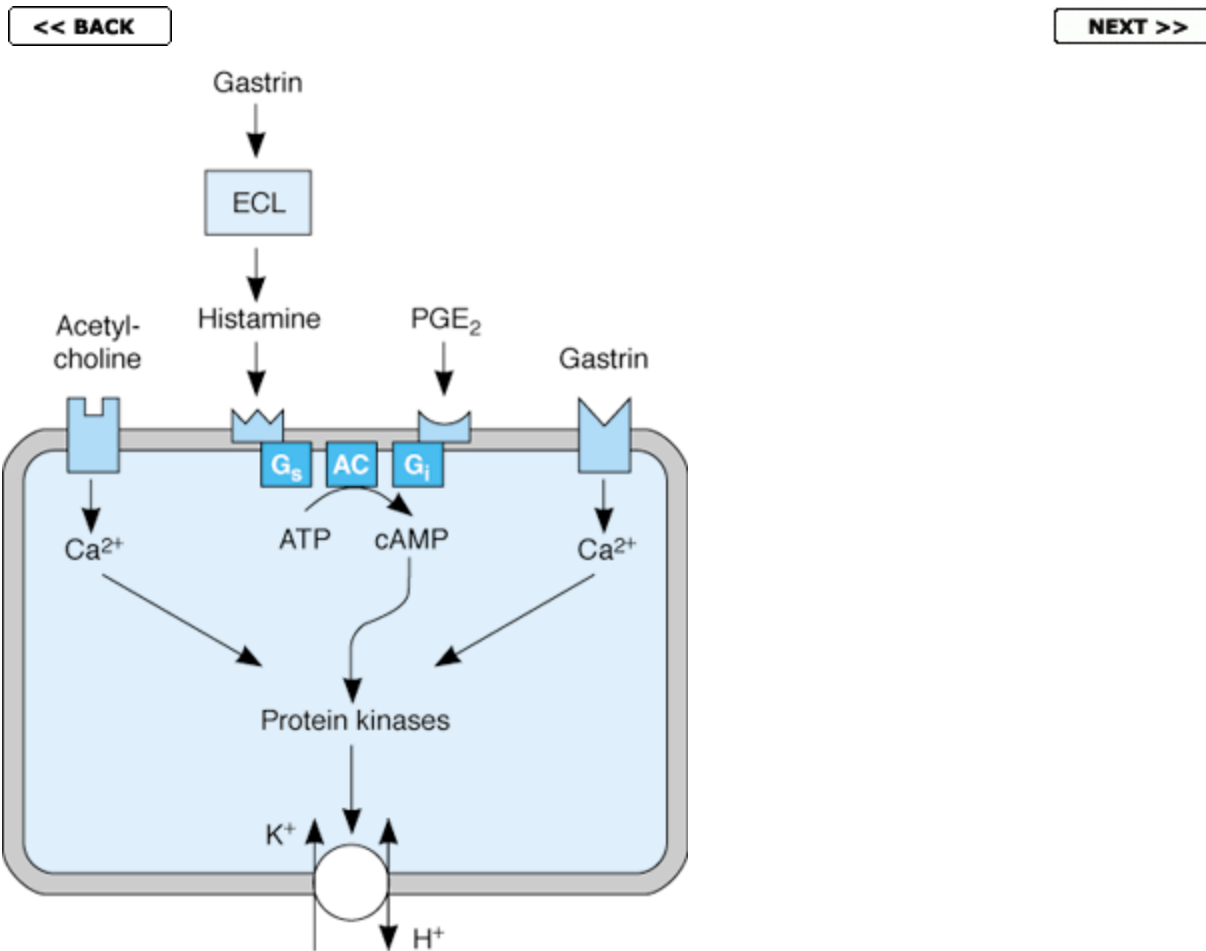 << BACK
NEXT >>
Gastrin
ECL
Histamine
PGE₂
Acetyl-
choline
Gastrin
Gₛ
AC
Gᵢ
ATP
cAMP
Ca²⁺
Ca²⁺
Protein kinases
K⁺
H⁺